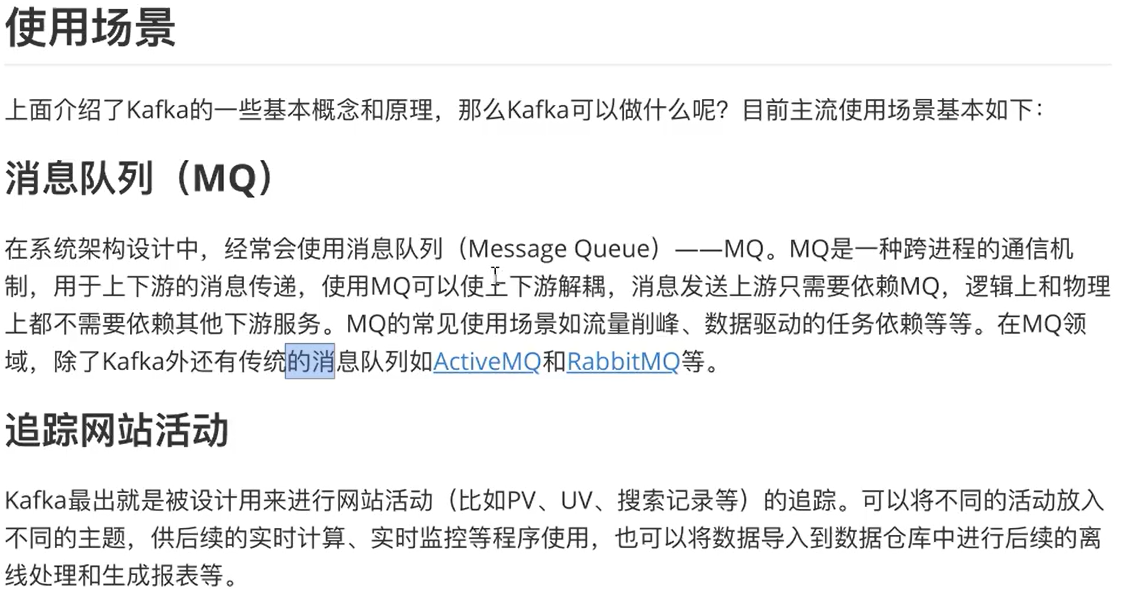 使用场景
上面介绍了Kafka的一些基本概念和原理，那么Kafka可以做什么呢？目前主流使用场景基本如下：
消息队列（MQ）
在系统架构设计中，经常会使用消息队列（Message Queue）——MQ。MQ是一种跨进程的通信机
制，用于上下游的消息传递，使用MQ可以使上下游解耦，消息发送上游只需要依赖MQ，逻辑上和物理
上都不需要依赖其他下游服务。MQ的常见使用场景如流量削峰、数据驱动的任务依赖等等。在MQ领
域，除了Kafka外还有传统的消息队列如ActiveMQ和RabbitMQ等。
追踪网站活动
Kafka最出就是被设计用来进行网站活动（比如PV、UV、搜索记录等）的追踪。可以将不同的活动放入
不同的主题，供后续的实时计算、实时监控等程序使用，也可以将数据导入到数据仓库中进行后续的离
线处理和生成报表等。